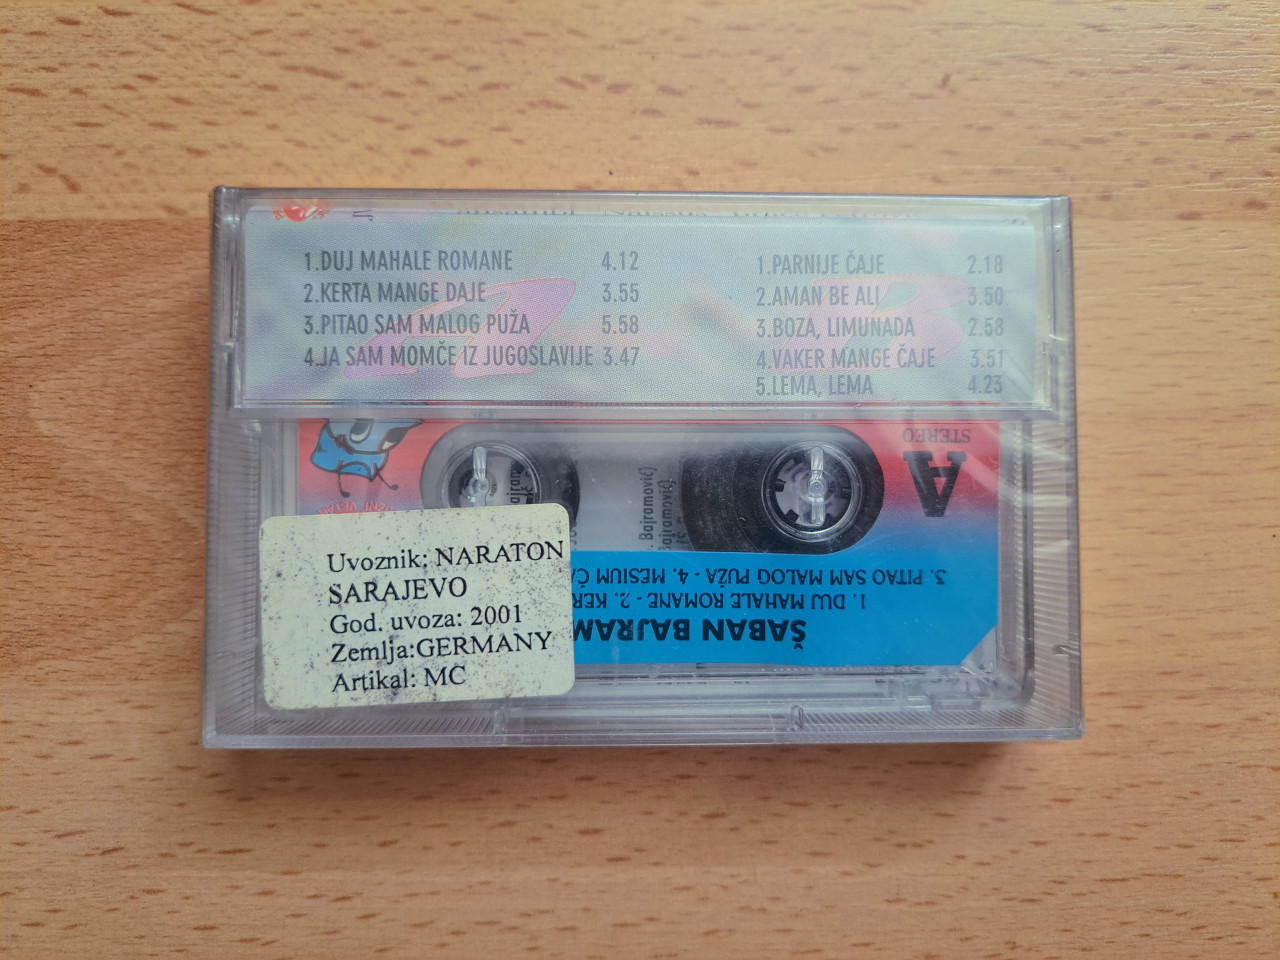 1.DUJ MAHALE ROMANE 4.12
2.KERTA MANGE DAJE 3.55
3.PITAO SAM MALOG PUŽA 5.58
4.JA SAM MOMČE IZ JUGOSLAVIJE 3.47
1.PARNIJE ČAJE 2.18
2.AMAN BE ALI 3.50
3.BOZA, LIMUNADA 2.58
4.VAKER MANGE ČAJE 3.51
5.LEMA, LEMA 4.23
A
B
STEREO
A
. Bajramović)
Bajramović)
ŠABAN BAJRAM
1. DUJ MAHALE ROMANE - 2. KER
3. PITAO SAM MALOG PUŽA - 4. MESIUM ČA
Uvoznik: NARATON
SARAJEVO
God. uvoza: 2001
Zemlja:GERMANY
Artikal: MC